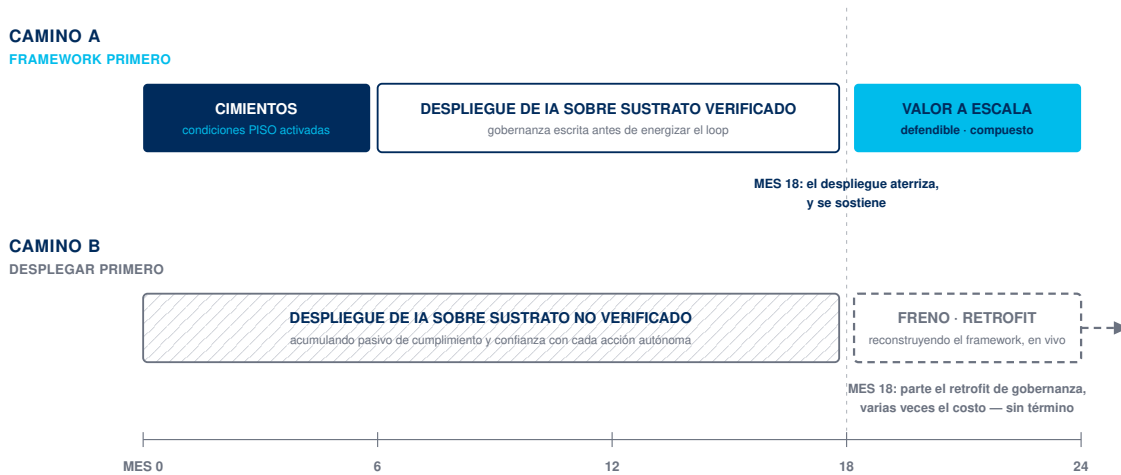 CAMINO A
FRAMEWORK PRIMERO
CIMIENTOS
condiciones PISO activadas
DESPLIEGUE DE IA SOBRE SUSTRATO VERIFICADO
gobernanza escrita antes de energizar el loop
VALOR A ESCALA
defendible · compuesto
MES 18: el despliegue aterriza,
y se sostiene
CAMINO B
DESPLEGAR PRIMERO
DESPLIEGUE DE IA SOBRE SUSTRATO NO VERIFICADO
acumulando pasivo de cumplimiento y confianza con cada acción autónoma
FRENO · RETROFIT
reconstruyendo el framework, en vivo
MES 18: parte el retrofit de gobernanza,
varias veces el costo — sin término
MES 0 6 12 18 24